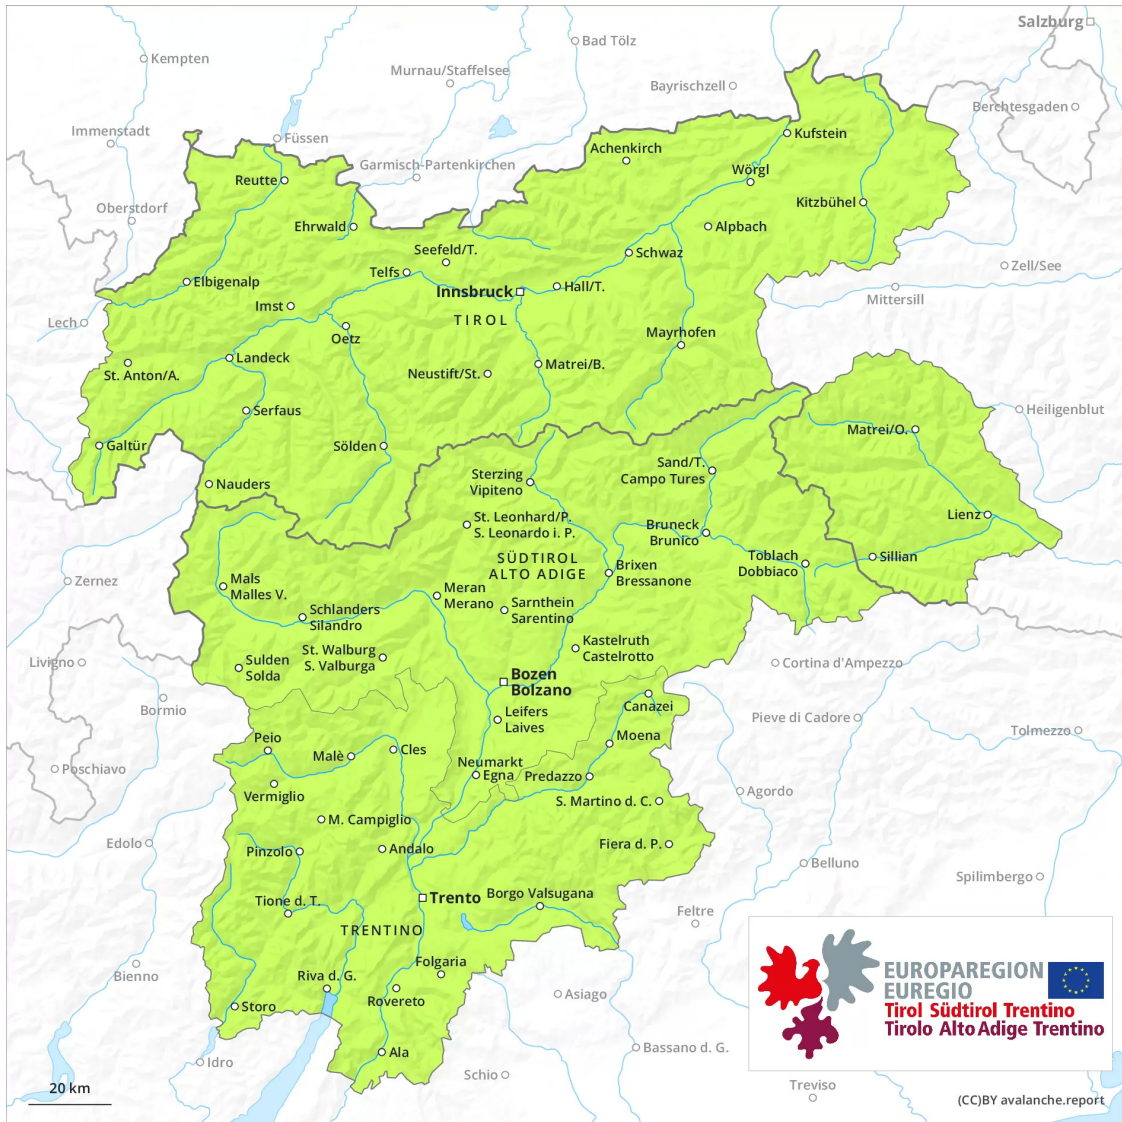 Salzburg
Bad Tölz
Kempten
Murnau/Staffelsee
Bayrischzell
Berchtesgaden
Immenstadt
Füssen
Kufstein
Achenkirch
Garmisch-Partenkirchen
Wörgl
Reutte
Kitzbühel
Oberstdorf
Ehrwald
Alpbach
Seefeld/T.
Schwaz
Zell/See
Telfs
Elbigenalp
Hall/T.
Innsbruck
Mittersill
Imst
TIROL
Lech
Oetz
Mayrhofen
Landeck
Matrei/B.
St. Anton/A.
Neustift/St.
Serfaus
Heiligenblut
Matrei/O.
Galtür
Sölden
Sand/T.
Campo Tures
Sterzing
Vipiteno
Nauders
St. Leonhard/P.
S. Leonardo i. P.
Lienz
Bruneck
Brunico
SÜDTIROL
ALTO ADIGE
Toblach
Dobbiaco
Sillian
Brixen
Bressanone
Zernez
Mals
Malles V.
Meran
Merano
Sarnthein
Sarentino
Schlanders
Silandro
Kastelruth
Castelrotto
St. Walburg
S. Valburga
Livigno
Sulden
Solda
Cortina d'Ampezzo
Bozen
Bolzano
Bormio
Canazei
Leifers
Laives
Pieve di Cadore
Tolmezzo
Peio
Moena
Cles
Malè
Poschiavo
Neumarkt
Egna
Predazzo
Vermiglio
Agordo
S. Martino d. C.
M. Campiglio
Edolo
Pinzolo
Andalo
Fiera d. P.
Belluno
Spilimbergo
Tione d. T.
Trento
Borgo Valsugana
Feltre
TRENTINO
Folgaria
Bienno
Riva d. G.
Rovereto
Asiago
Storo
EUROPAREGION
EUREGIO
Tirol Südtirol Trentino
Tirolo Alto Adige Trentino
Ala
Idro
Bassano d. G.
Schio
Treviso
20 km
(CC)BY avalanche.report